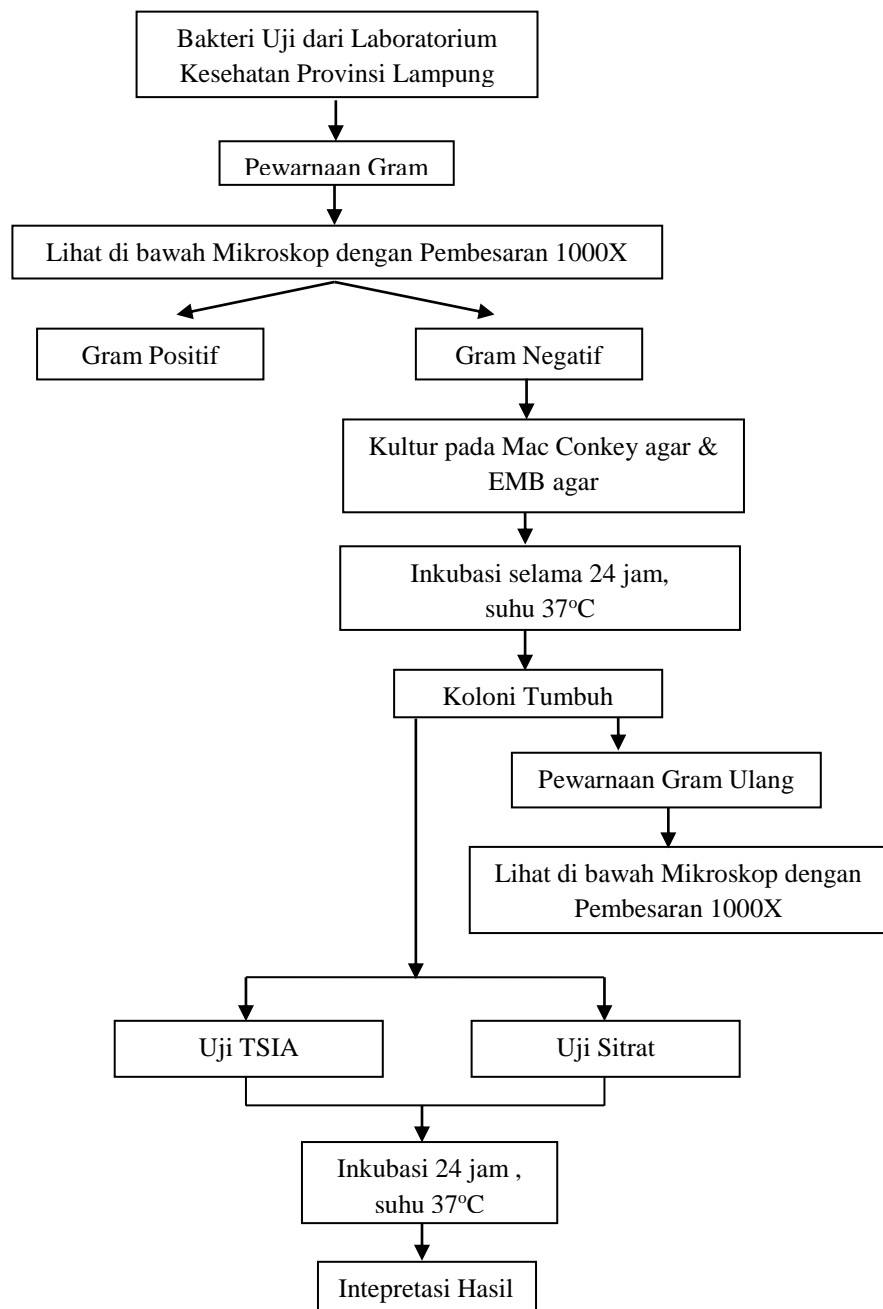 Bakteri Uji dari Laboratorium
Kesehatan Provinsi Lampung
Pewarnaan Gram
Lihat di bawah Mikroskop dengan Pembesaran 1000X
Gram Positif
Gram Negatif
Kultur pada Mac Conkey agar &
EMB agar
Inkubasi selama 24 jam,
suhu 37°C
Koloni Tumbuh
Pewarnaan Gram Ulang
Lihat di bawah Mikroskop dengan
Pembesaran 1000X
Uji TSIA
Uji Sitrat
Inkubasi 24 jam ,
suhu 37°C
Intepretasi Hasil